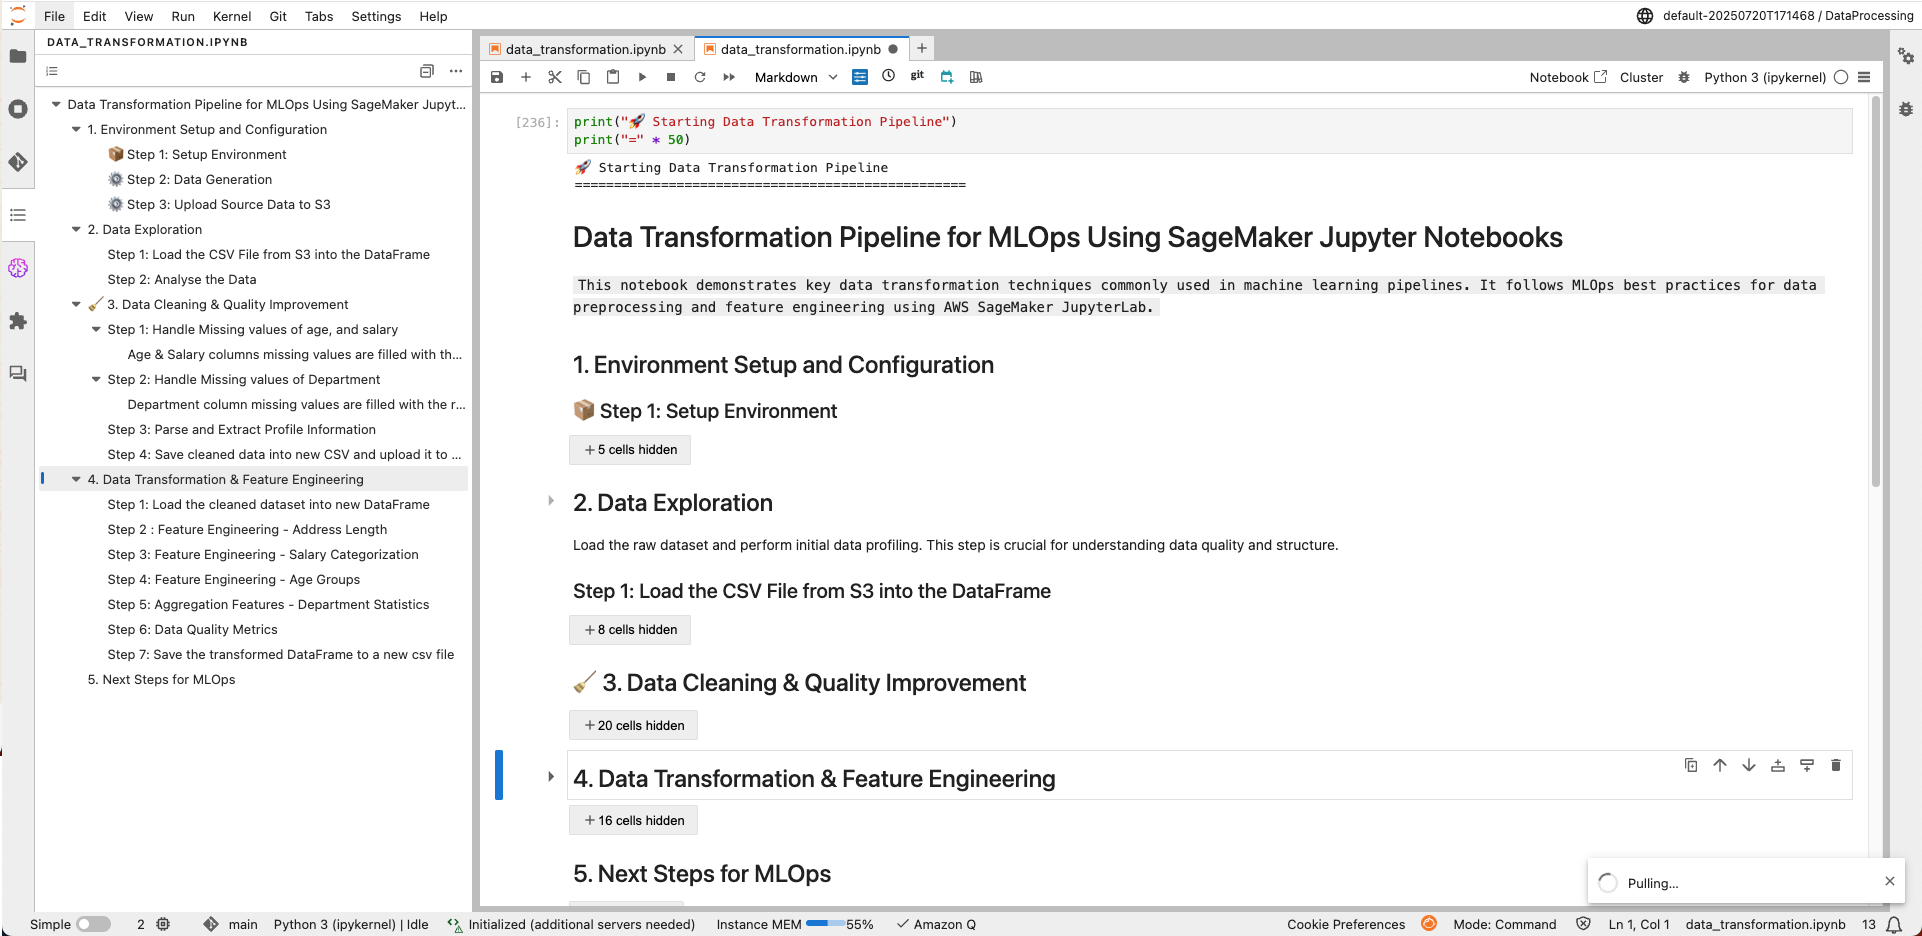 File Edit View Run Kernel Git Tabs Settings Help
default-20250720T171468 / DataProcessing
DATA_TRANSFORMATION.IPYNB
Data Transformation Pipeline for MLOps Using SageMaker Jupyt...
1. Environment Setup and Configuration
📦 Step 1: Setup Environment
⚙️ Step 2: Data Generation
⚙️ Step 3: Upload Source Data to S3
2. Data Exploration
Step 1: Load the CSV File from S3 into the DataFrame
Step 2: Analyse the Data
🧹 3. Data Cleaning & Quality Improvement
Step 1: Handle Missing values of age, and salary
Age & Salary columns missing values are filled with th...
Step 2: Handle Missing values of Department
Department column missing values are filled with the r...
Step 3: Parse and Extract Profile Information
Step 4: Save cleaned data into new CSV and upload it to ...
4. Data Transformation & Feature Engineering
Step 1: Load the cleaned dataset into new DataFrame
Step 2 : Feature Engineering - Address Length
Step 3: Feature Engineering - Salary Categorization
Step 4: Feature Engineering - Age Groups
Step 5: Aggregation Features - Department Statistics
Step 6: Data Quality Metrics
Step 7: Save the transformed DataFrame to a new csv file
5. Next Steps for MLOps
data_transformation.ipynb
data_transformation.ipynb
Markdown git Notebook Cluster Python 3 (ipykernel)
[236]: print("🚀 Starting Data Transformation Pipeline")
print("=" * 50)
🚀 Starting Data Transformation Pipeline
==================================================
Data Transformation Pipeline for MLOps Using SageMaker Jupyter Notebooks
This notebook demonstrates key data transformation techniques commonly used in machine learning pipelines. It follows MLOps best practices for data
preprocessing and feature engineering using AWS SageMaker JupyterLab.
1. Environment Setup and Configuration
📦 Step 1: Setup Environment
+ 5 cells hidden
2. Data Exploration
Load the raw dataset and perform initial data profiling. This step is crucial for understanding data quality and structure.
Step 1: Load the CSV File from S3 into the DataFrame
+ 8 cells hidden
🧹 3. Data Cleaning & Quality Improvement
+ 20 cells hidden
4. Data Transformation & Feature Engineering
+ 16 cells hidden
5. Next Steps for MLOps
Pulling...
Simple 2 main Python 3 (ipykernel) | Idle Initialized (additional servers needed) Instance MEM 55% Amazon Q Cookie Preferences Mode: Command Ln 1, Col 1 data_transformation.ipynb 13